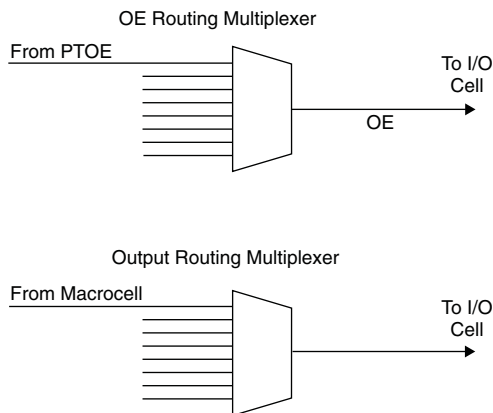 OE Routing Multiplexer
From PTOE
To I/O
Cell
OE
Output Routing Multiplexer
From Macrocell
To I/O
Cell